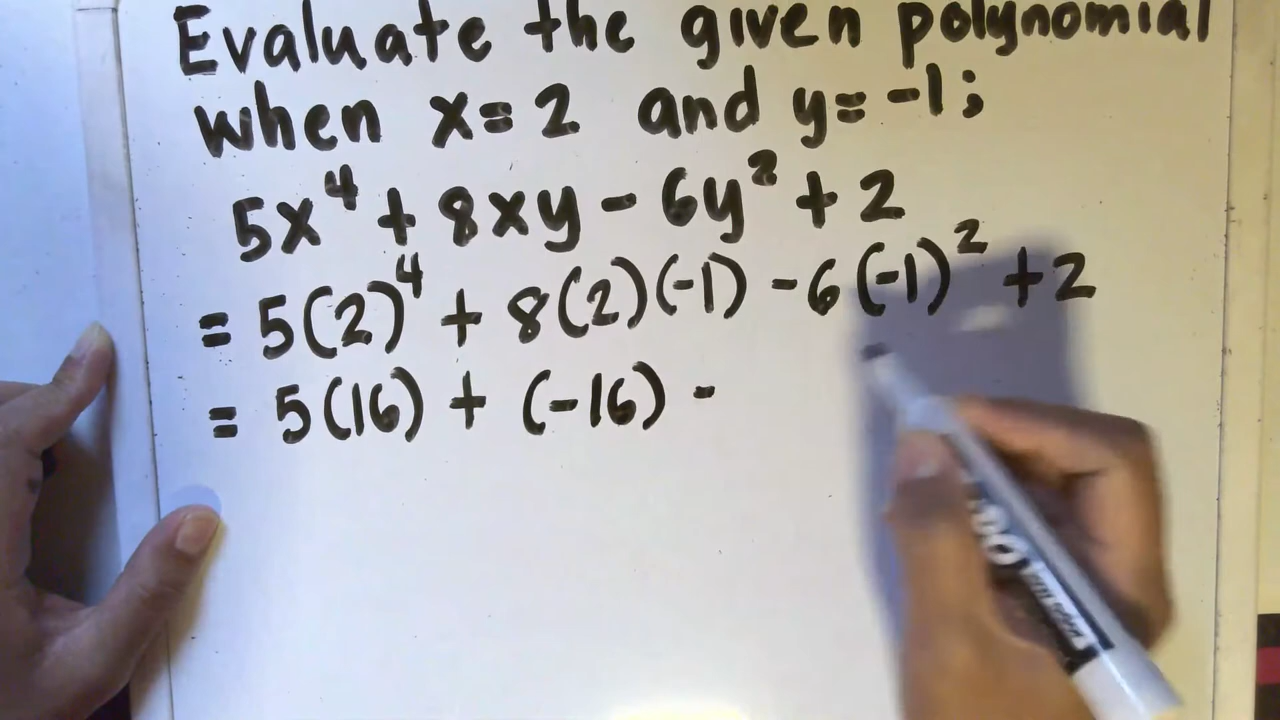 Evaluate the given polynomial
when x = 2 and y = -1;
5x⁴ + 8xy - 6y² + 2
= 5(2)⁴ + 8(2)(-1) - 6(-1)² + 2
= 5(16) + (-16) -